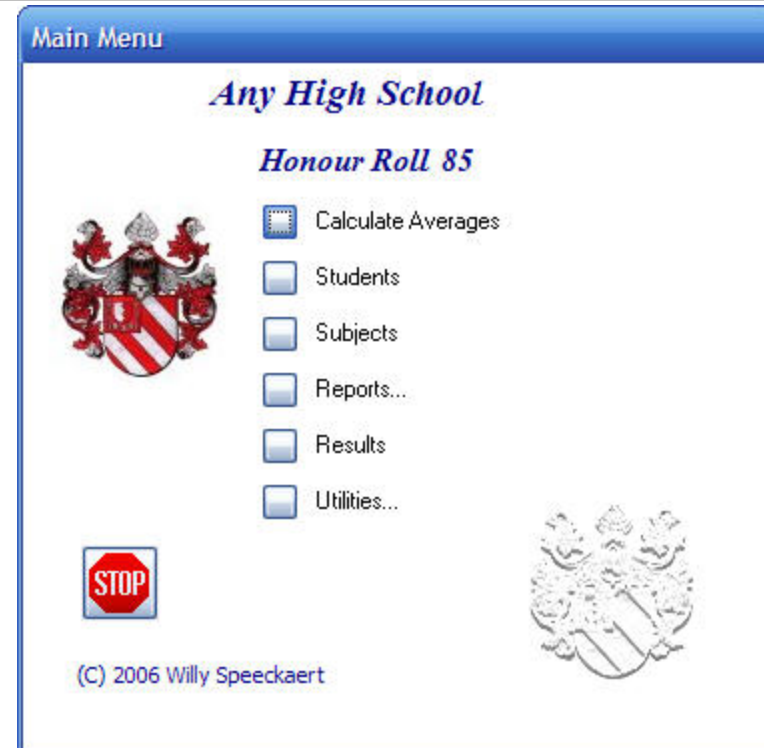 Main Menu
Any High School
Honour Roll 85
Calculate Averages
Students
Subjects
Reports...
Results
Utilities...
STOP
(C) 2006 Willy Speeckaert